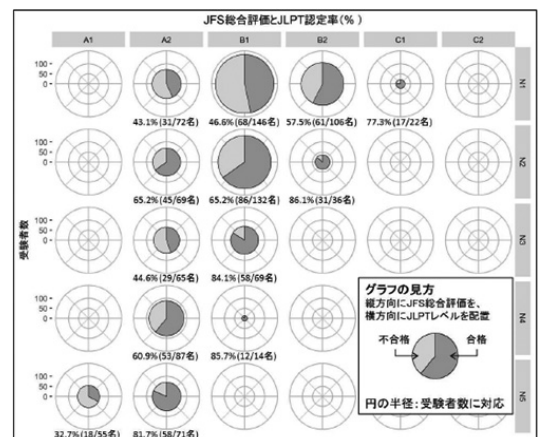 JFS総合評価とJLPT認定率(%)
A1 A2 B1 B2 C1 C2
100
50
0
N1
43.1%(31/72名) 46.6%(68/146名) 57.5%(61/106名) 77.3%(17/22名)
100
50
0
N2
65.2%(45/69名) 65.2%(86/132名) 86.1%(31/36名)
受験者数
100
50
0
N3
44.6%(29/65名) 84.1%(58/69名)
100
50
0
N4
60.9%(53/87名) 85.7%(12/14名)
100
50
0
N5
32.7%(18/55名) 81.7%(58/71名)
グラフの見方
縦方向にJFS総合評価を、
横方向にJLPTレベルを配置
不合格 合格
円の半径:受験者数に対応